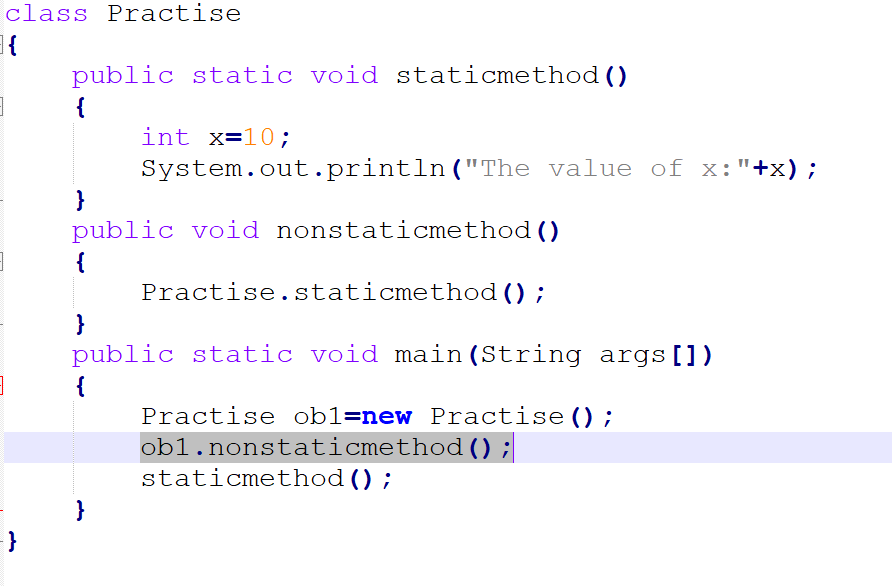 class Practise
{
    public static void staticmethod()
    {
        int x=10;
        System.out.println("The value of x:"+x);
    }
    public void nonstaticmethod()
    {
        Practise.staticmethod();
    }
    public static void main(String args[])
    {
        Practise ob1=new Practise();
        ob1.nonstaticmethod();
        staticmethod();
    }
}